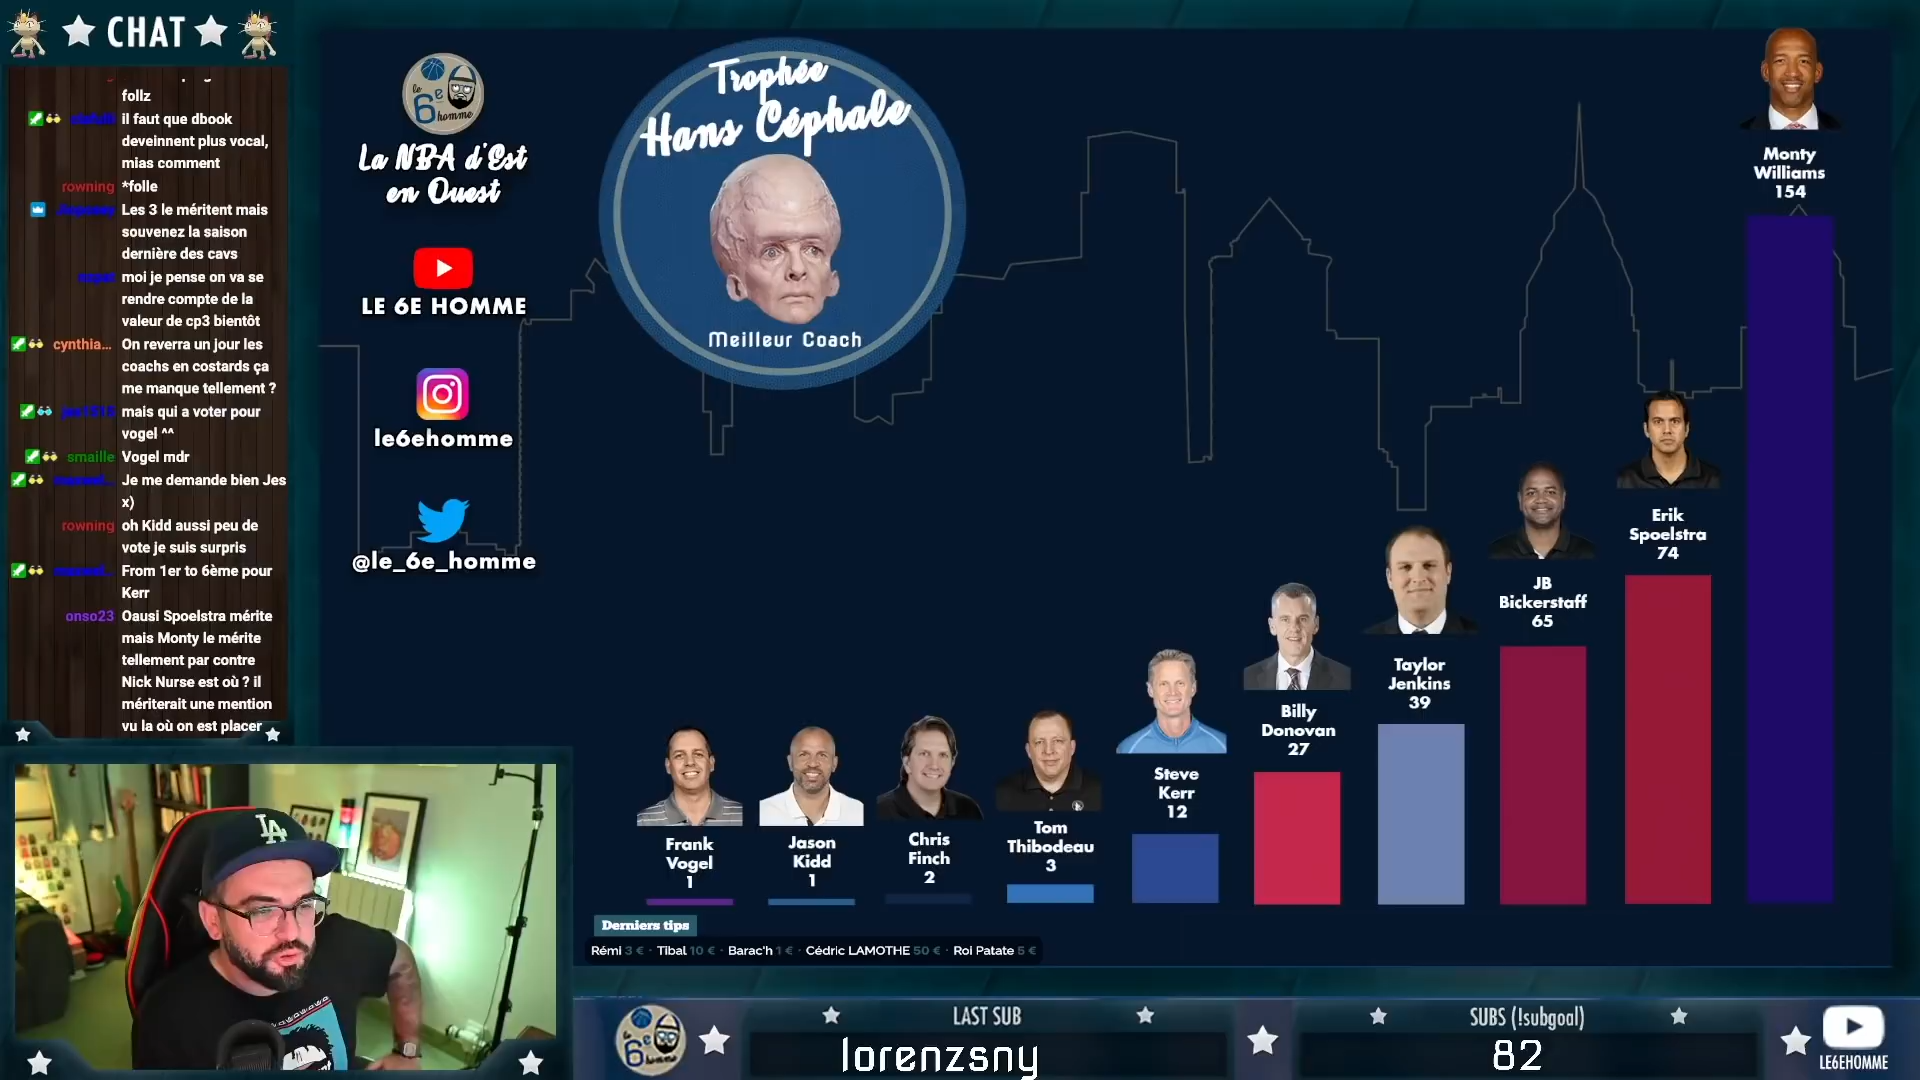 CHAT
follz
il faut que dbook
deveinnent plus vocal,
mias comment
rowning *folle
Les 3 le méritent mais
souvenez la saison
dernière des cavs
moi je pense on va se
rendre compte de la
valeur de cp3 bientôt
cynthia... On reverra un jour les
coachs en costards ça
me manque tellement ?
mais qui a voter pour
vogel ^^
smaille Vogel mdr
Je me demande bien Jes
x)
rowning oh Kidd aussi peu de
vote je suis surpris
From 1er to 6ème pour
Kerr
onso23 Oausi Spoelstra mérite
mais Monty le mérite
tellement par contre
Nick Nurse est où ? il
mériterait une mention
vu la où on est placer
le
6e
homme
La NBA d'Est
en Ouest
LE 6E HOMME
le6ehomme
@le_6e_homme
Trophée
Hans Céphale
Meilleur Coach
Frank
Vogel
1
Jason
Kidd
1
Chris
Finch
2
Tom
Thibodeau
3
Steve
Kerr
12
Billy
Donovan
27
Taylor
Jenkins
39
JB
Bickerstaff
65
Erik
Spoelstra
74
Monty
Williams
154
Derniers tips
Rémi 3 € · Tibal 10 € · Barac'h 1 € · Cédric LAMOTHE 50 € · Roi Patate 5 €
LA
LAST SUB
lorenzsny
SUBS (!subgoal)
82
LE6EHOMME